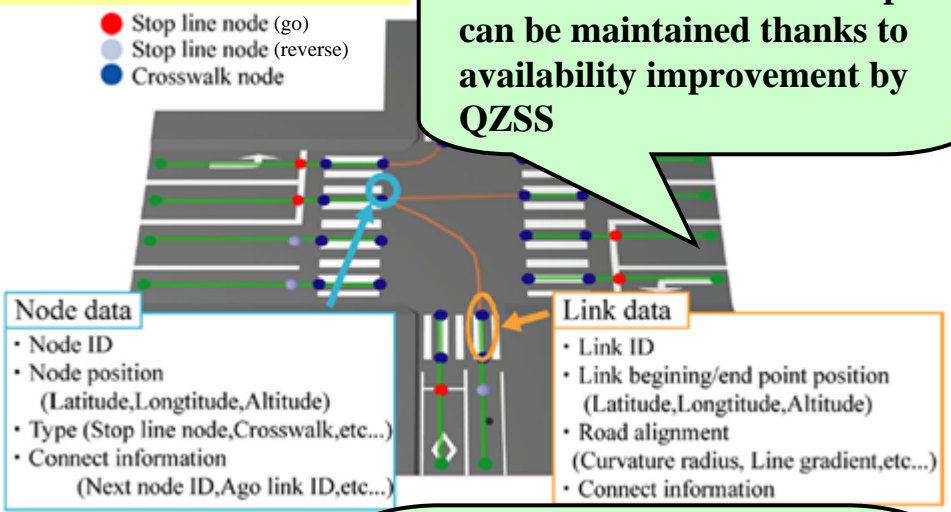 Stop line node (go)
Stop line node (reverse)
Crosswalk node
can be maintained thanks to
availability improvement by
QZSS
Node data
・Node ID
・Node position
(Latitude,Longtitude,Altitude)
・Type (Stop line node,Crosswalk,etc...)
・Connect information
(Next node ID,Ago link ID,etc...)
Link data
・Link ID
・Link begining/end point position
(Latitude,Longtitude,Altitude)
・Road alignment
(Curvature radius, Line gradient,etc...)
・Connect information